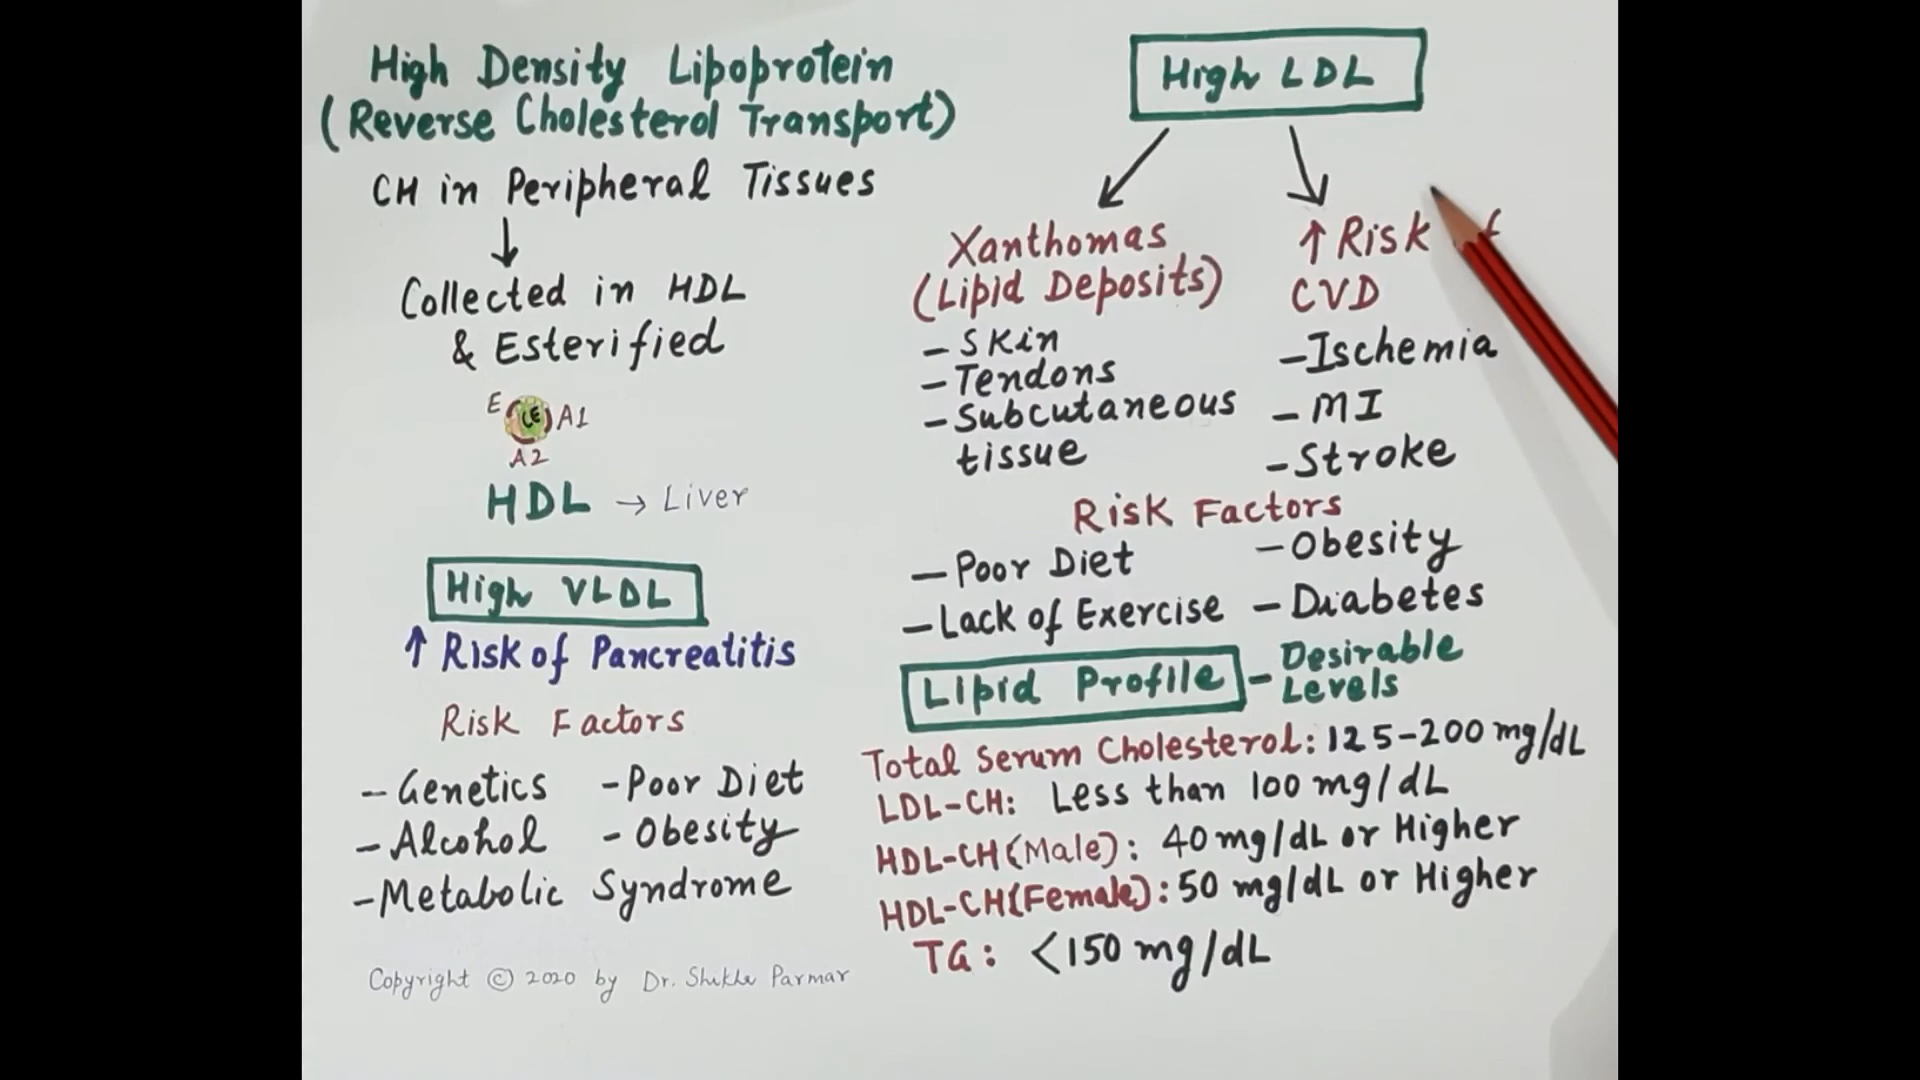 High Density Lipoprotein
(Reverse Cholesterol Transport)
CH in Peripheral Tissues
↓
Collected in HDL
& Esterified
E CE A1
A2
HDL → Liver
High VLDL
↑ Risk of Pancreatitis
Risk Factors
- Genetics - Poor Diet
- Alcohol - Obesity
- Metabolic Syndrome
Copyright © 2020 by Dr. Shikha Parmar
High LDL
Xanthomas
(Lipid Deposits)
- Skin
- Tendons
- Subcutaneous
tissue
↑ Risk
CVD
- Ischemia
- MI
- Stroke
Risk Factors
- Poor Diet - Obesity
- Lack of Exercise - Diabetes
Lipid Profile - Desirable
Levels
Total Serum Cholesterol: 125-200 mg/dL
LDL-CH: Less than 100 mg/dL
HDL-CH(Male): 40 mg/dL or Higher
HDL-CH(Female): 50 mg/dL or Higher
TG: <150 mg/dL